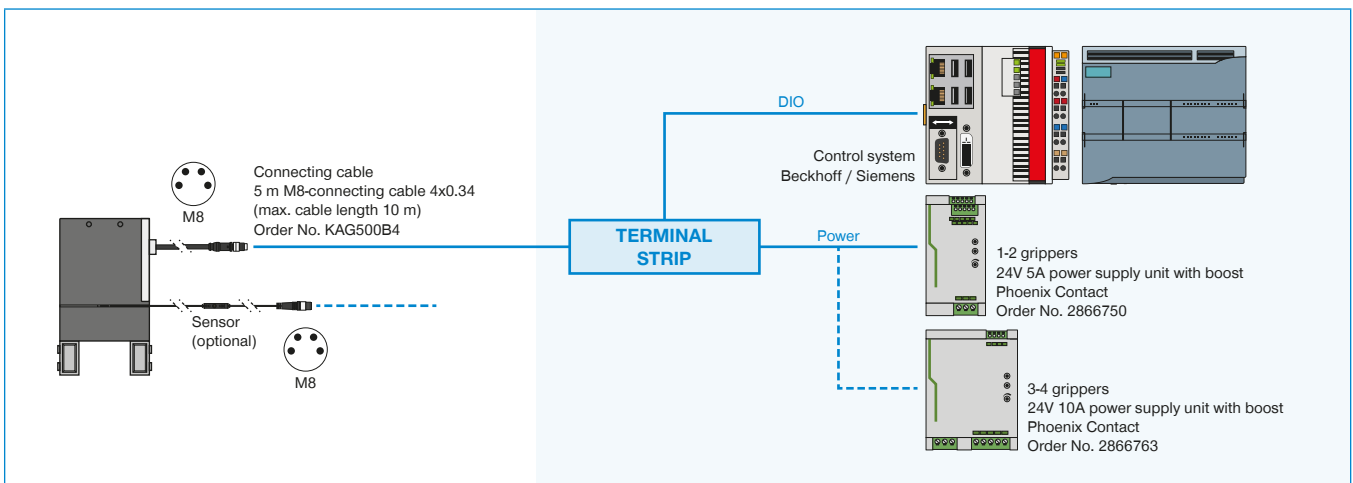 Connecting cable
5 m M8-connecting cable 4x0.34
(max. cable length 10 m)
Order No. KAG500B4
M8
Sensor
(optional)
M8
TERMINAL
STRIP
DIO
Control system
Beckhoff / Siemens
Power
1-2 grippers
24V 5A power supply unit with boost
Phoenix Contact
Order No. 2866750
3-4 grippers
24V 10A power supply unit with boost
Phoenix Contact
Order No. 2866763